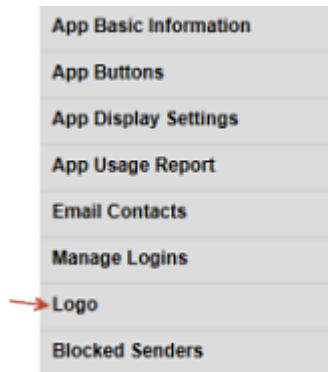 App Basic Information
App Buttons
App Display Settings
App Usage Report
Email Contacts
Manage Logins
Logo
Blocked Senders